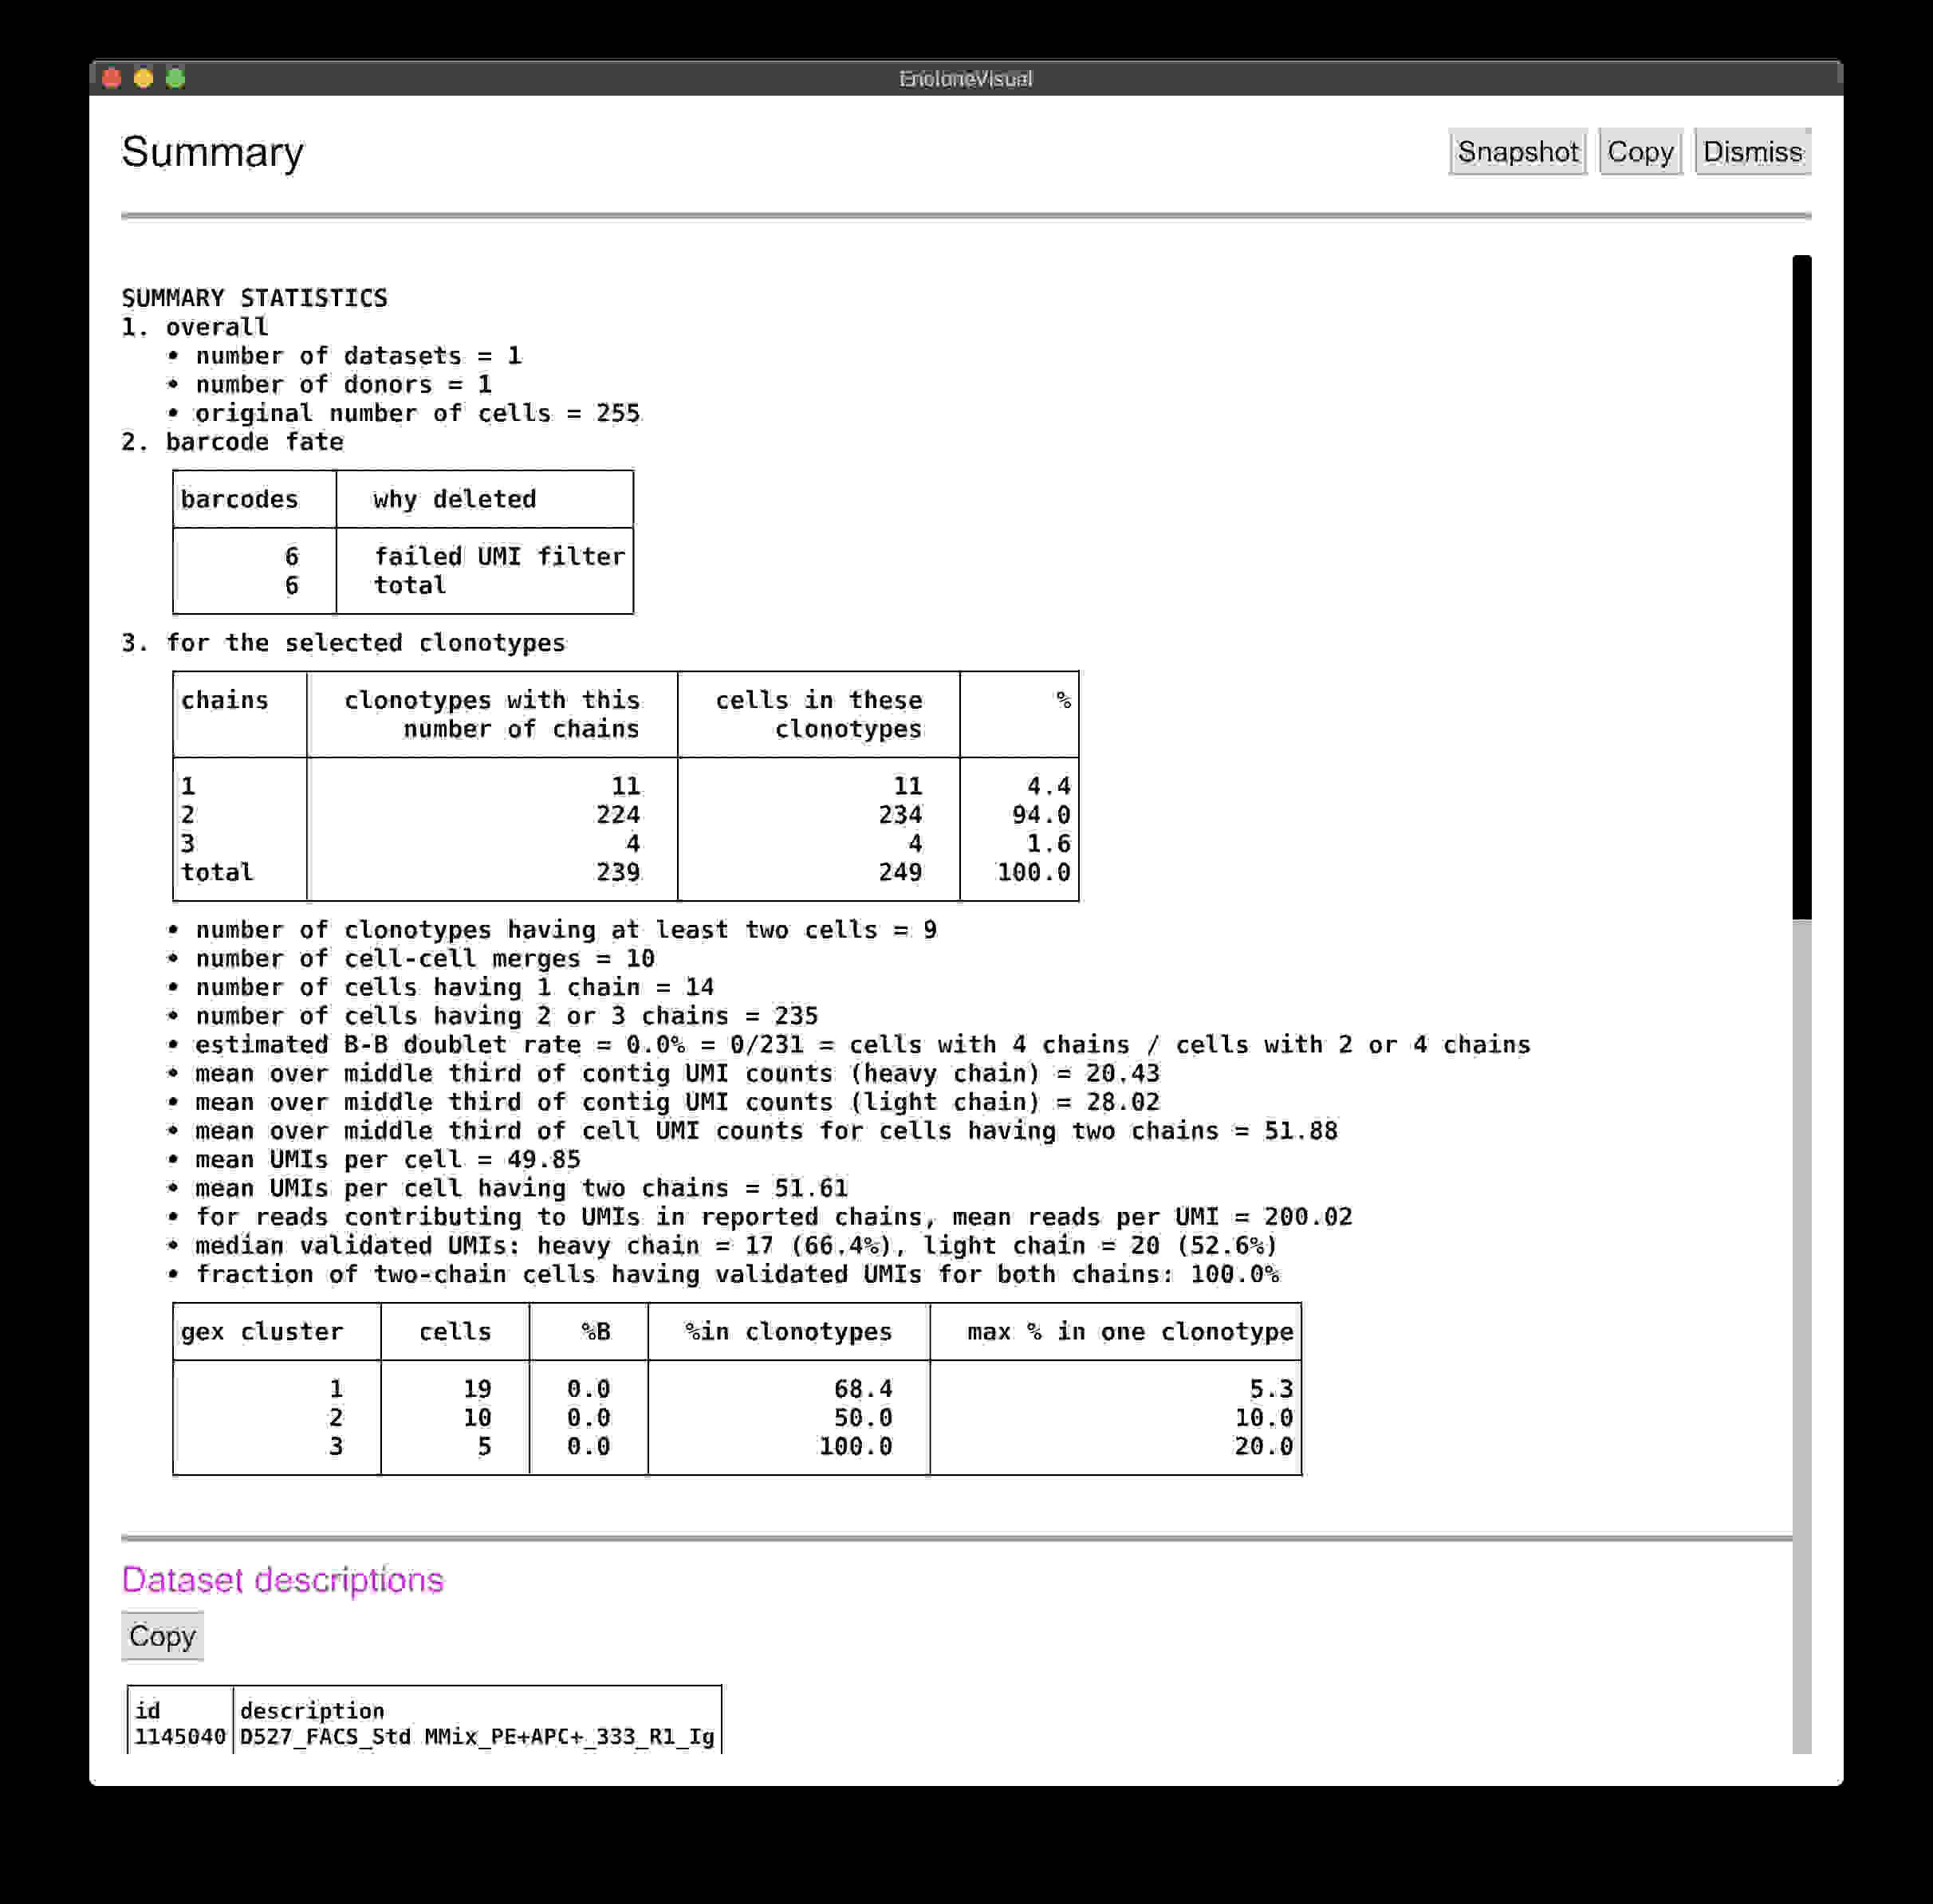 EncloneVisual
Summary
Snapshot Copy Dismiss
SUMMARY STATISTICS
1. overall
• number of datasets = 1
• number of donors = 1
• original number of cells = 255
2. barcode fate
barcodes why deleted
6 failed UMI filter
6 total
3. for the selected clonotypes
chains clonotypes with this cells in these %
number of chains clonotypes
1 11 11 4.4
2 224 234 94.0
3 4 4 1.6
total 239 249 100.0
• number of clonotypes having at least two cells = 9
• number of cell-cell merges = 10
• number of cells having 1 chain = 14
• number of cells having 2 or 3 chains = 235
• estimated B-B doublet rate = 0.0% = 0/231 = cells with 4 chains / cells with 2 or 4 chains
• mean over middle third of contig UMI counts (heavy chain) = 20.43
• mean over middle third of contig UMI counts (light chain) = 28.02
• mean over middle third of cell UMI counts for cells having two chains = 51.88
• mean UMIs per cell = 49.85
• mean UMIs per cell having two chains = 51.61
• for reads contributing to UMIs in reported chains, mean reads per UMI = 200.02
• median validated UMIs: heavy chain = 17 (66.4%), light chain = 20 (52.6%)
• fraction of two-chain cells having validated UMIs for both chains: 100.0%
gex cluster cells %B %in clonotypes max % in one clonotype
1 19 0.0 68.4 5.3
2 10 0.0 50.0 10.0
3 5 0.0 100.0 20.0
Dataset descriptions
Copy
id description
1145040 D527_FACS_Std MMix_PE+APC+_333_R1_Ig